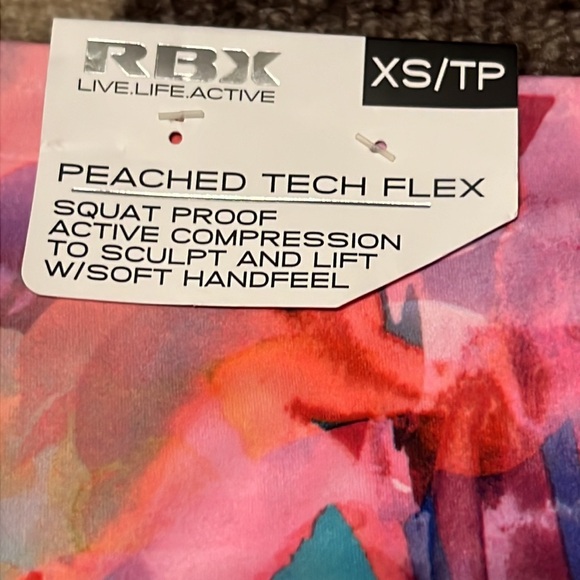 RBX
LIVE.LIFE.ACTIVE
XS/TP
PEACHED TECH FLEX
SQUAT PROOF
ACTIVE COMPRESSION
TO SCULPT AND LIFT
W/SOFT HANDFEEL